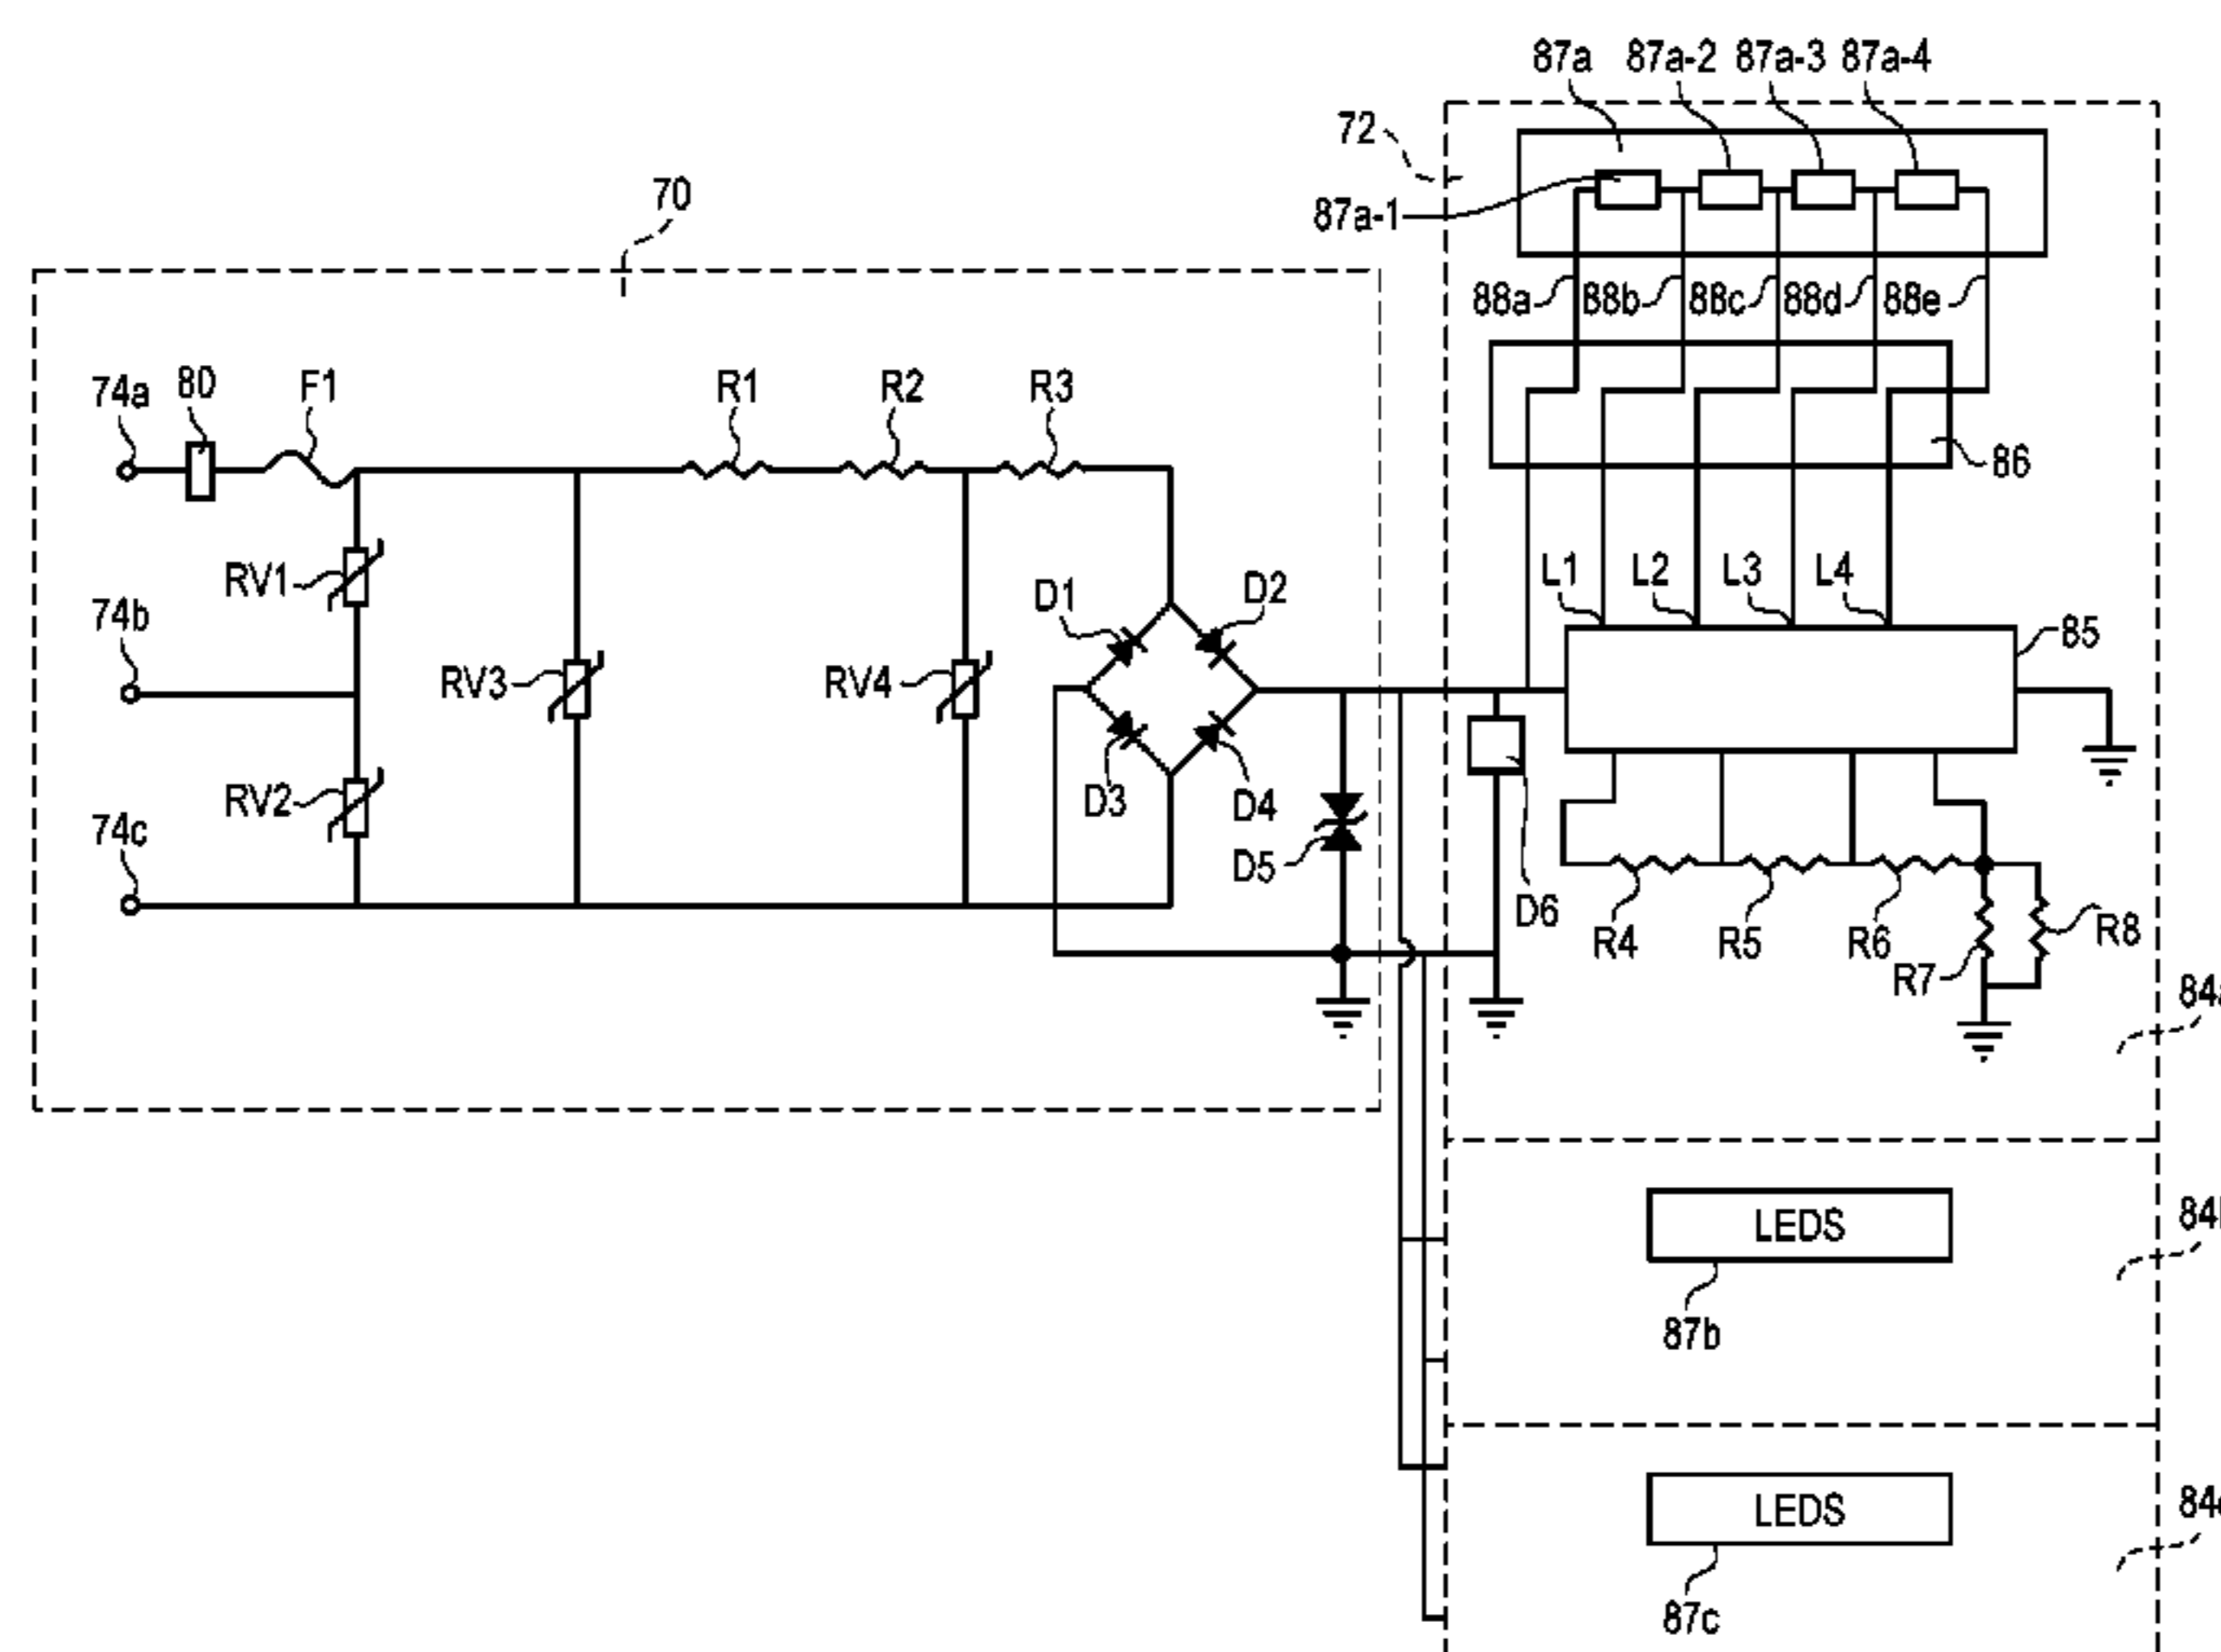 87a 87a-2 87a-3 87a-4
72
87a-1
70
88a 88b 88c 88d 88e
74a 80 F1 R1 R2 R3
86
RV1 D1 D2 L1 L2 L3 L4
74b
85
RV3 RV4
RV2 D3 D4
74c
D5
D6 R4 R5 R6 R7 R8
84a
LEDS
87b
LEDS
87c